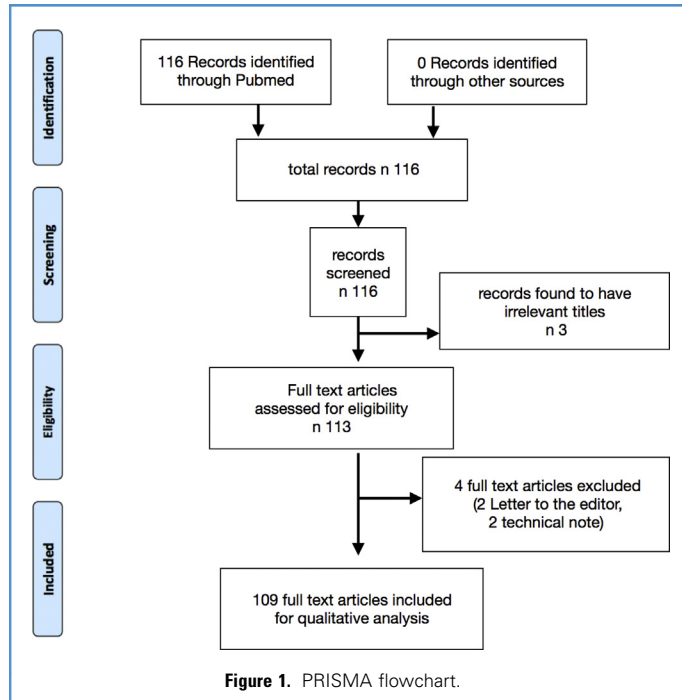 Identification
116 Records identified
through Pubmed
0 Records identified
through other sources
total records n 116
Screening
records
screened
n 116
records found to have
irrelevant titles
n 3
Eligibility
Full text articles
assessed for eligibility
n 113
4 full text articles excluded
(2 Letter to the editor,
2 technical note)
Included
109 full text articles included
for qualitative analysis
Figure 1. PRISMA flowchart.